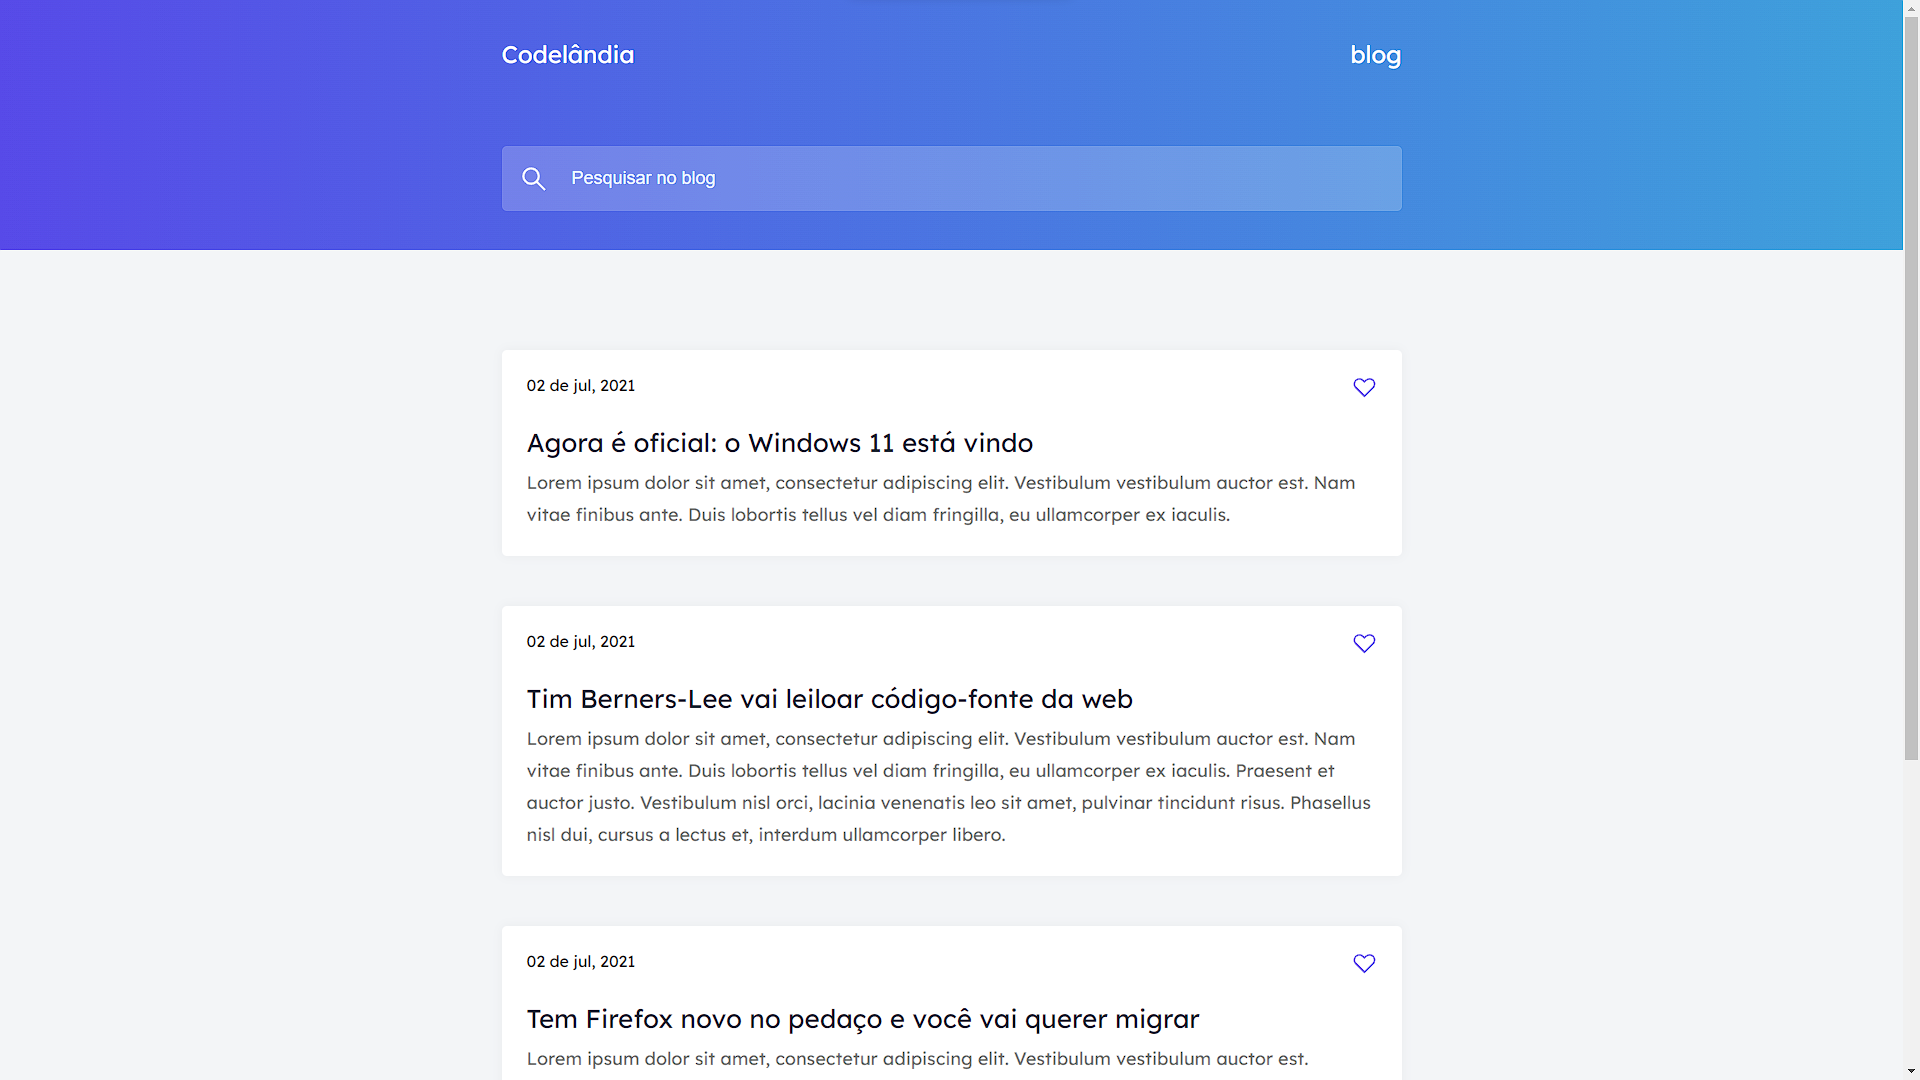 Codelândia
blog
Pesquisar no blog
02 de jul, 2021
Agora é oficial: o Windows 11 está vindo
Lorem ipsum dolor sit amet, consectetur adipiscing elit. Vestibulum vestibulum auctor est. Nam
vitae finibus ante. Duis lobortis tellus vel diam fringilla, eu ullamcorper ex iaculis.
02 de jul, 2021
Tim Berners-Lee vai leiloar código-fonte da web
Lorem ipsum dolor sit amet, consectetur adipiscing elit. Vestibulum vestibulum auctor est. Nam
vitae finibus ante. Duis lobortis tellus vel diam fringilla, eu ullamcorper ex iaculis. Praesent et
auctor justo. Vestibulum nisl orci, lacinia venenatis leo sit amet, pulvinar tincidunt risus. Phasellus
nisl dui, cursus a lectus et, interdum ullamcorper libero.
02 de jul, 2021
Tem Firefox novo no pedaço e você vai querer migrar
Lorem ipsum dolor sit amet, consectetur adipiscing elit. Vestibulum vestibulum auctor est.